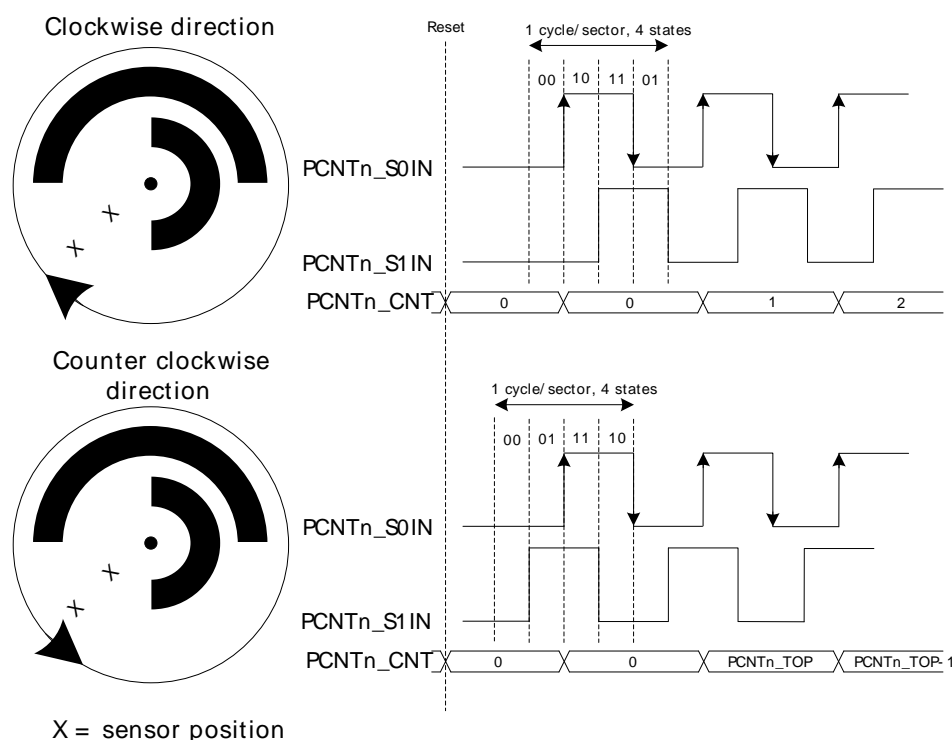 Clockwise direction
Reset
1 cycle/sector, 4 states
00 10 11 01
PCNTn_S0IN
PCNTn_S1IN
PCNTn_CNT 0 0 1 2
X X
Counter clockwise
direction
1 cycle/sector, 4 states
00 01 11 10
PCNTn_S0IN
PCNTn_S1IN
PCNTn_CNT 0 0 PCNTn_TOP PCNTn_TOP-1
X X
X = sensor position